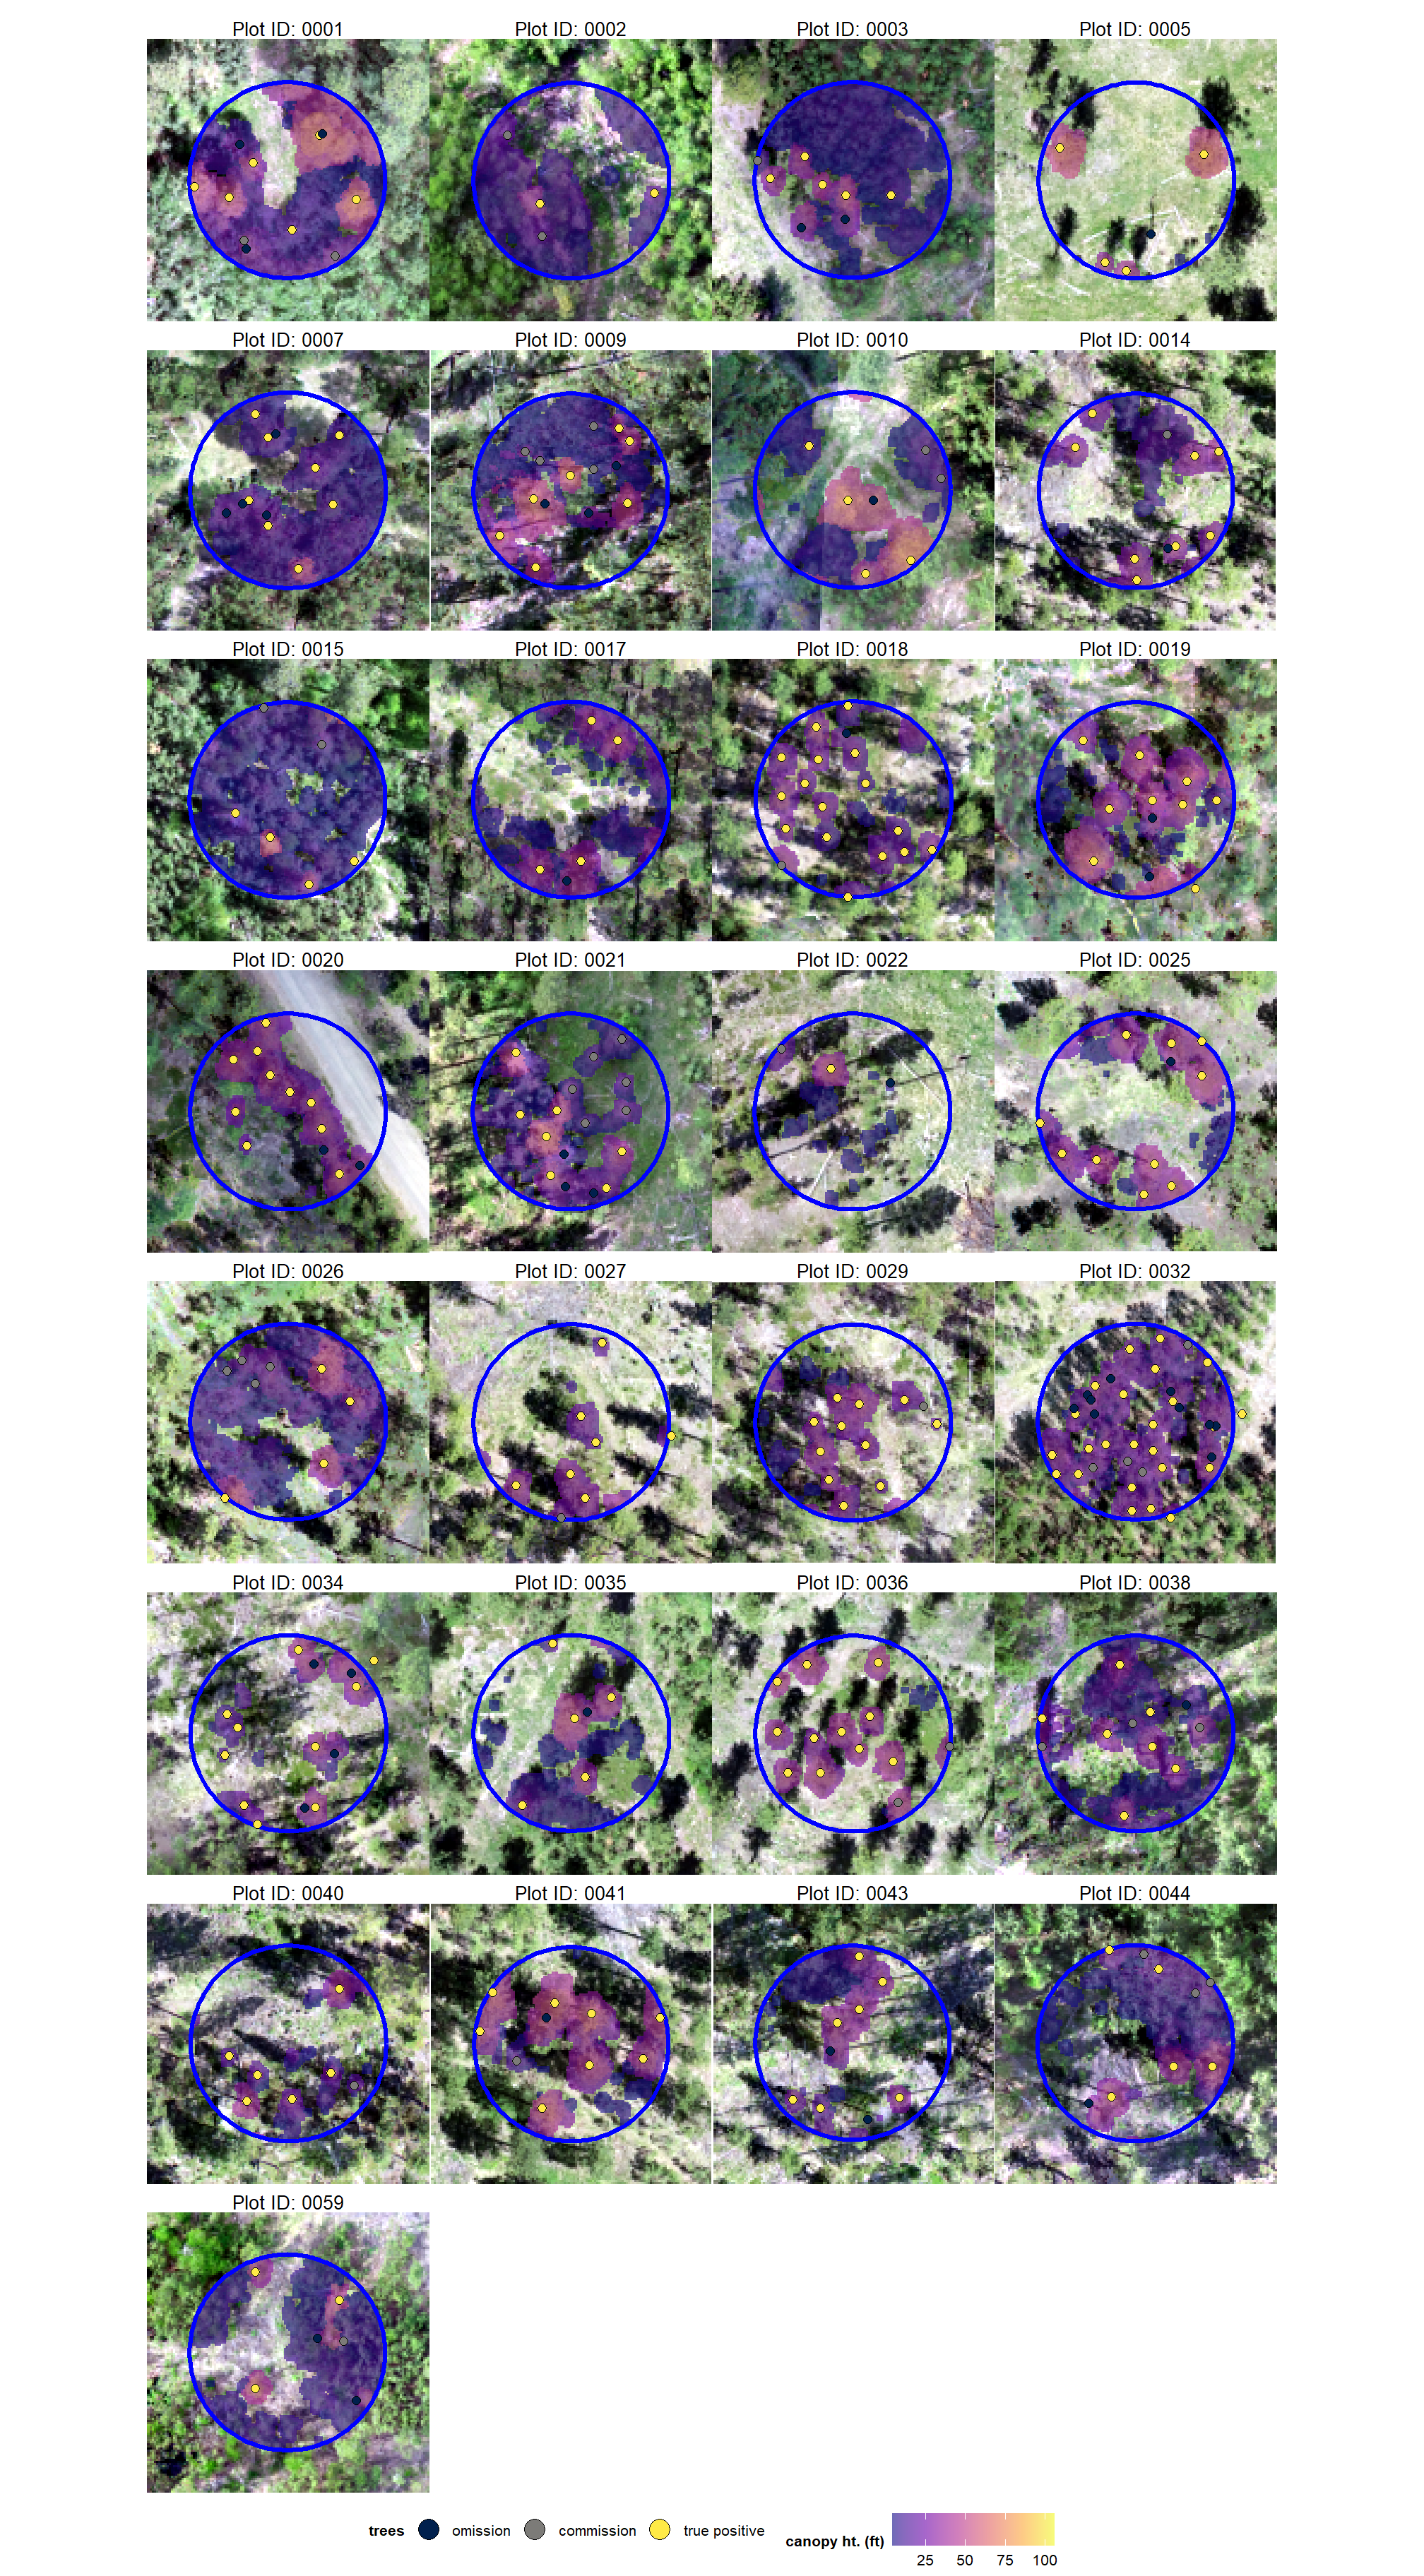 Plot ID: 0001
Plot ID: 0002
Plot ID: 0003
Plot ID: 0005
Plot ID: 0007
Plot ID: 0009
Plot ID: 0010
Plot ID: 0014
Plot ID: 0015
Plot ID: 0017
Plot ID: 0018
Plot ID: 0019
Plot ID: 0020
Plot ID: 0021
Plot ID: 0022
Plot ID: 0025
Plot ID: 0026
Plot ID: 0027
Plot ID: 0029
Plot ID: 0032
Plot ID: 0034
Plot ID: 0035
Plot ID: 0036
Plot ID: 0038
Plot ID: 0040
Plot ID: 0041
Plot ID: 0043
Plot ID: 0044
Plot ID: 0059
trees omission commission true positive
canopy ht. (ft)
25 50 75 100